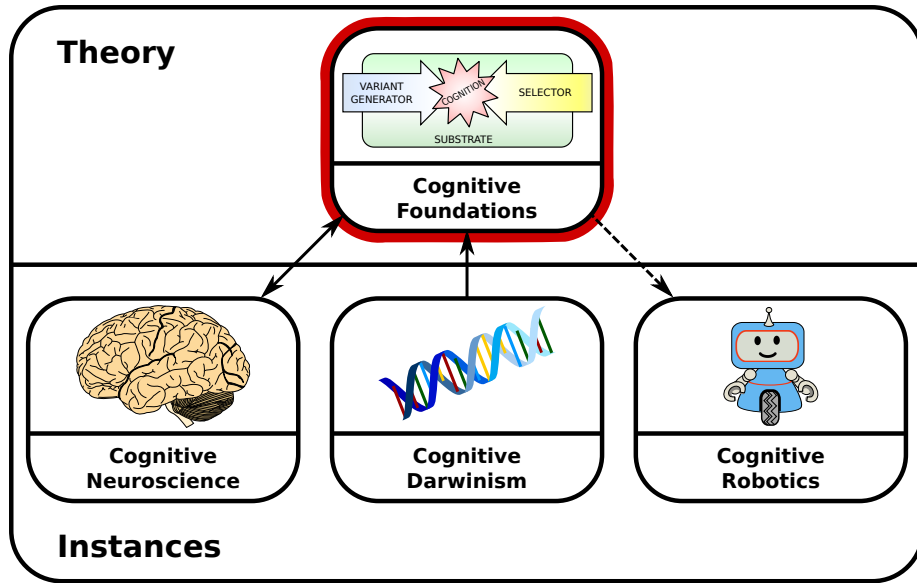 Theory
VARIANT
GENERATOR
COGNITION
SELECTOR
SUBSTRATE
Cognitive
Foundations
Cognitive
Neuroscience
Cognitive
Darwinism
Cognitive
Robotics
Instances